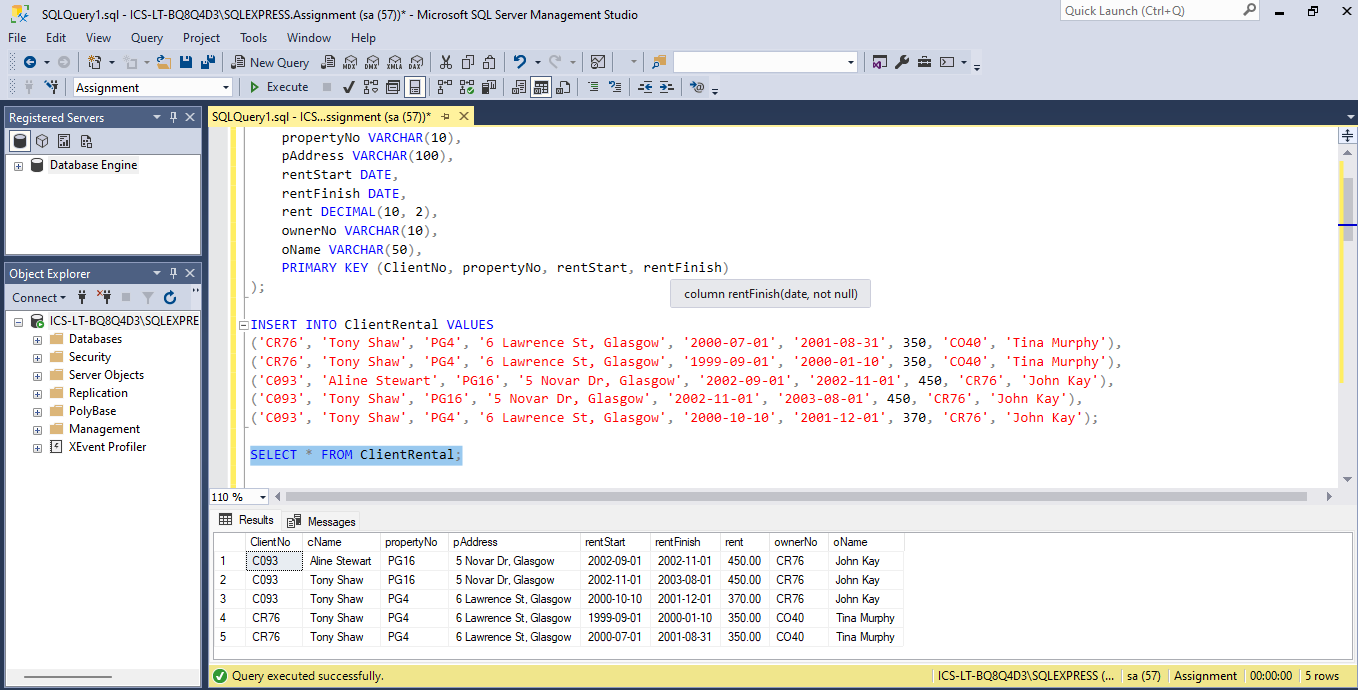 SQLQuery1.sql - ICS-LT-BQ8Q4D3\SQLEXPRESS.Assignment (sa (57))* - Microsoft SQL Server Management Studio
Quick Launch (Ctrl+Q)
File Edit View Query Project Tools Window Help
New Query MDX DMX XMLA DAX
Assignment Execute
Registered Servers
SQLQuery1.sql - ICS...ssignment (sa (57))*
Database Engine
propertyNo VARCHAR(10),
pAddress VARCHAR(100),
rentStart DATE,
rentFinish DATE,
rent DECIMAL(10, 2),
ownerNo VARCHAR(10),
oName VARCHAR(50),
PRIMARY KEY (ClientNo, propertyNo, rentStart, rentFinish)
);
column rentFinish(date, not null)
INSERT INTO ClientRental VALUES
('CR76', 'Tony Shaw', 'PG4', '6 Lawrence St, Glasgow', '2000-07-01', '2001-08-31', 350, 'CO40', 'Tina Murphy'),
('CR76', 'Tony Shaw', 'PG4', '6 Lawrence St, Glasgow', '1999-09-01', '2000-01-10', 350, 'CO40', 'Tina Murphy'),
('C093', 'Aline Stewart', 'PG16', '5 Novar Dr, Glasgow', '2002-09-01', '2002-11-01', 450, 'CR76', 'John Kay'),
('C093', 'Tony Shaw', 'PG16', '5 Novar Dr, Glasgow', '2002-11-01', '2003-08-01', 450, 'CR76', 'John Kay'),
('C093', 'Tony Shaw', 'PG4', '6 Lawrence St, Glasgow', '2000-10-10', '2001-12-01', 370, 'CR76', 'John Kay');
SELECT * FROM ClientRental;
Object Explorer
Connect
ICS-LT-BQ8Q4D3\SQLEXPRE
Databases
Security
Server Objects
Replication
PolyBase
Management
XEvent Profiler
110 %
Results Messages
ClientNo cName propertyNo pAddress rentStart rentFinish rent ownerNo oName
1 C093 Aline Stewart PG16 5 Novar Dr, Glasgow 2002-09-01 2002-11-01 450.00 CR76 John Kay
2 C093 Tony Shaw PG16 5 Novar Dr, Glasgow 2002-11-01 2003-08-01 450.00 CR76 John Kay
3 C093 Tony Shaw PG4 6 Lawrence St, Glasgow 2000-10-10 2001-12-01 370.00 CR76 John Kay
4 CR76 Tony Shaw PG4 6 Lawrence St, Glasgow 1999-09-01 2000-01-10 350.00 CO40 Tina Murphy
5 CR76 Tony Shaw PG4 6 Lawrence St, Glasgow 2000-07-01 2001-08-31 350.00 CO40 Tina Murphy
Query executed successfully. ICS-LT-BQ8Q4D3\SQLEXPRESS (... sa (57) Assignment 00:00:00 5 rows